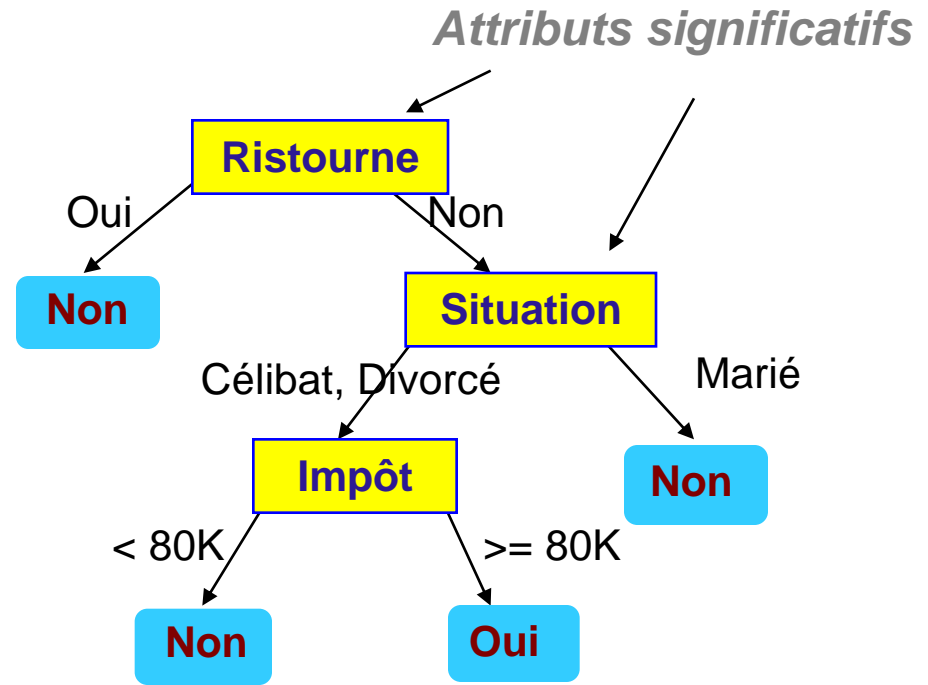 Attributs significatifs
Ristourne
Oui
Non
Non
Situation
Célibat, Divorcé
Marié
Impôt
Non
< 80K
>= 80K
Non
Oui